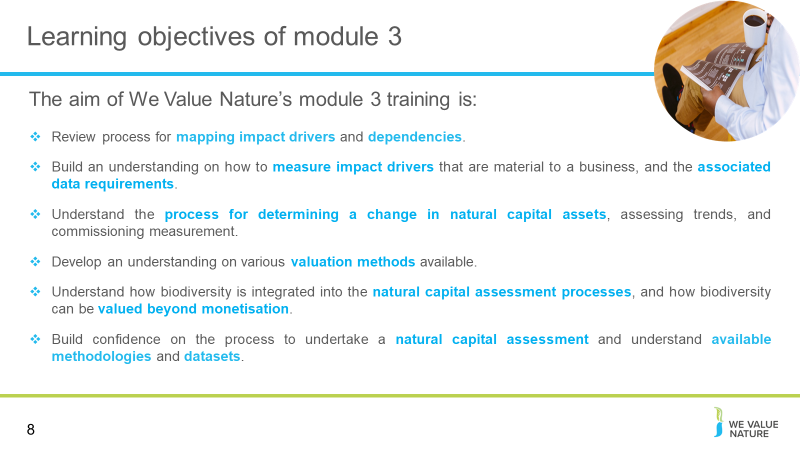 Learning objectives of module 3
The aim of We Value Nature's module 3 training is:
❖ Review process for mapping impact drivers and dependencies.
❖ Build an understanding on how to measure impact drivers that are material to a business, and the associated
data requirements.
❖ Understand the process for determining a change in natural capital assets, assessing trends, and
commissioning measurement.
❖ Develop an understanding on various valuation methods available.
❖ Understand how biodiversity is integrated into the natural capital assessment processes, and how biodiversity
can be valued beyond monetisation.
❖ Build confidence on the process to undertake a natural capital assessment and understand available
methodologies and datasets.
8
WE VALUE
NATURE